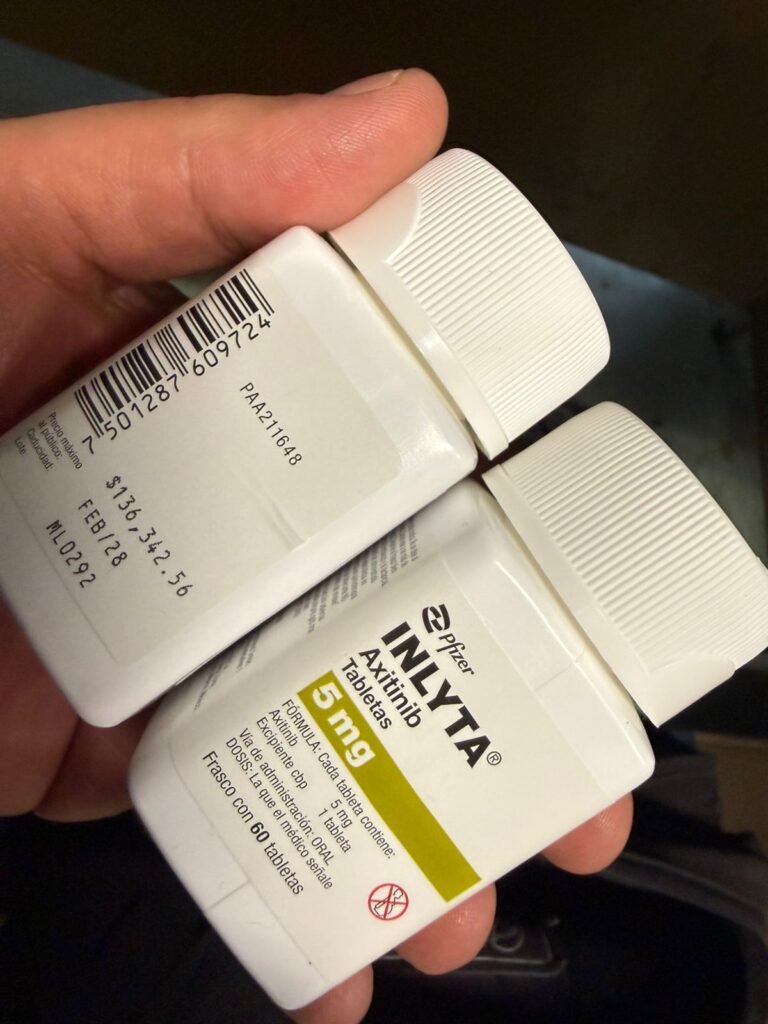 7 501287 609724
PAA211648
Precio máximo
al público:
$136,342.56
Caducidad:
FEB/28
Lote
ML0292
Pfizer
INLYTA®
Axitinib
Tabletas
5 mg
FÓRMULA: Cada tableta contiene:
Axitinib 5 mg
Excipiente cbp 1 tableta
Vía de administración: ORAL
DOSIS: La que el médico señale
Frasco con 60 tabletas